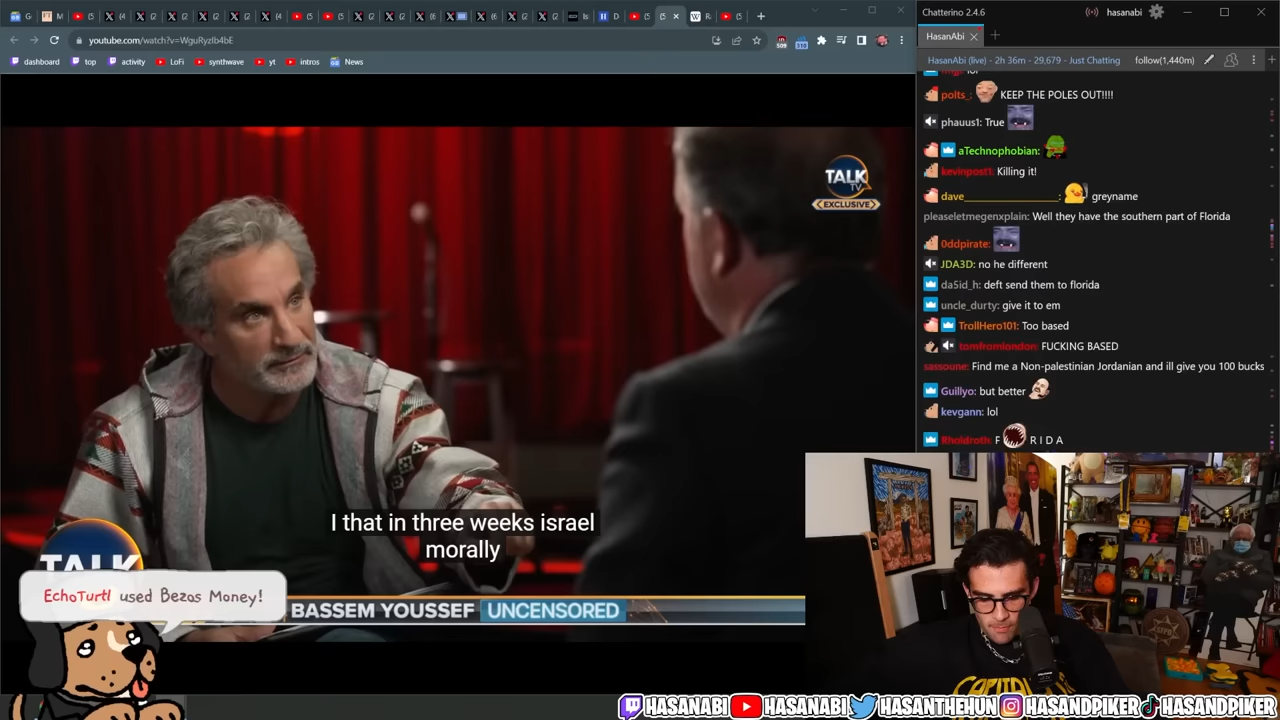 Chatterino 2.4.6
hasanabi
youtube.com/watch?v=WguRyzIb4bE
HasanAbi
dashboard
top
activity
LoFi
synthwave
yt
intros
News
HasanAbi (live) - 2h 36m - 29,679 - Just Chatting
follow(1,440m)
polts_: KEEP THE POLES OUT!!!!
phauus1: True
aTechnophobian:
kevinpost1: Killing it!
greyname
pleaseletmegenxplain: Well they have the southern part of Florida
0ddpirate:
JDA3D: no he different
da5id_h: deft send them to florida
uncle_durty: give it to em
TrollHero101: Too based
tomfromlondon: FUCKING BASED
sassoune: Find me a Non-palestinian Jordanian and ill give you 100 bucks
Guillyo: but better
kevgann: lol
Rholdroth: F R I D A
TALK
TV
EXCLUSIVE
I that in three weeks israel
morally
TALK
EchoTurtl used Bezos Money!
BASSEM YOUSSEF UNCENSORED
HASANABI
HASANABI
HASANTHEHUN
HASANDPIKER
HASANDPIKER